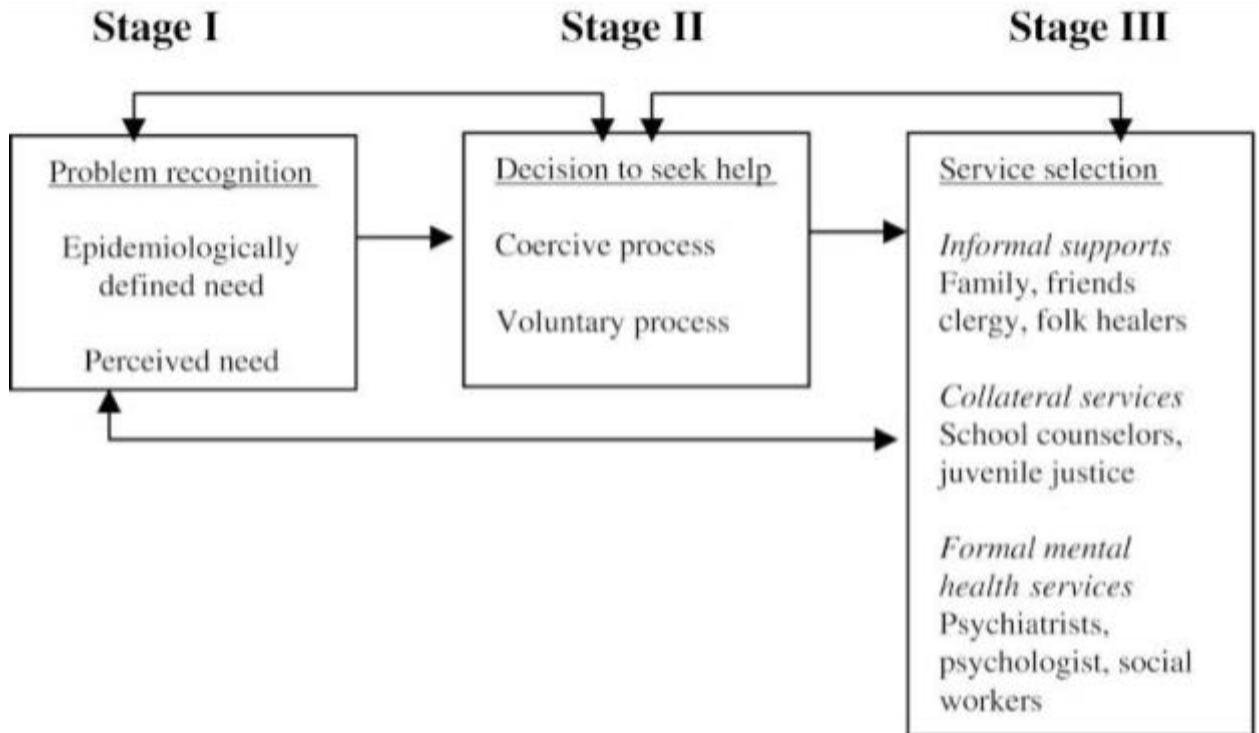 Stage I
Stage II
Stage III
Problem recognition
Epidemiologically
defined need
Perceived need
Decision to seek help
Coercive process
Voluntary process
Service selection
Informal supports
Family, friends
clergy, folk healers
Collateral services
School counselors,
juvenile justice
Formal mental
health services
Psychiatrists,
psychologist, social
workers